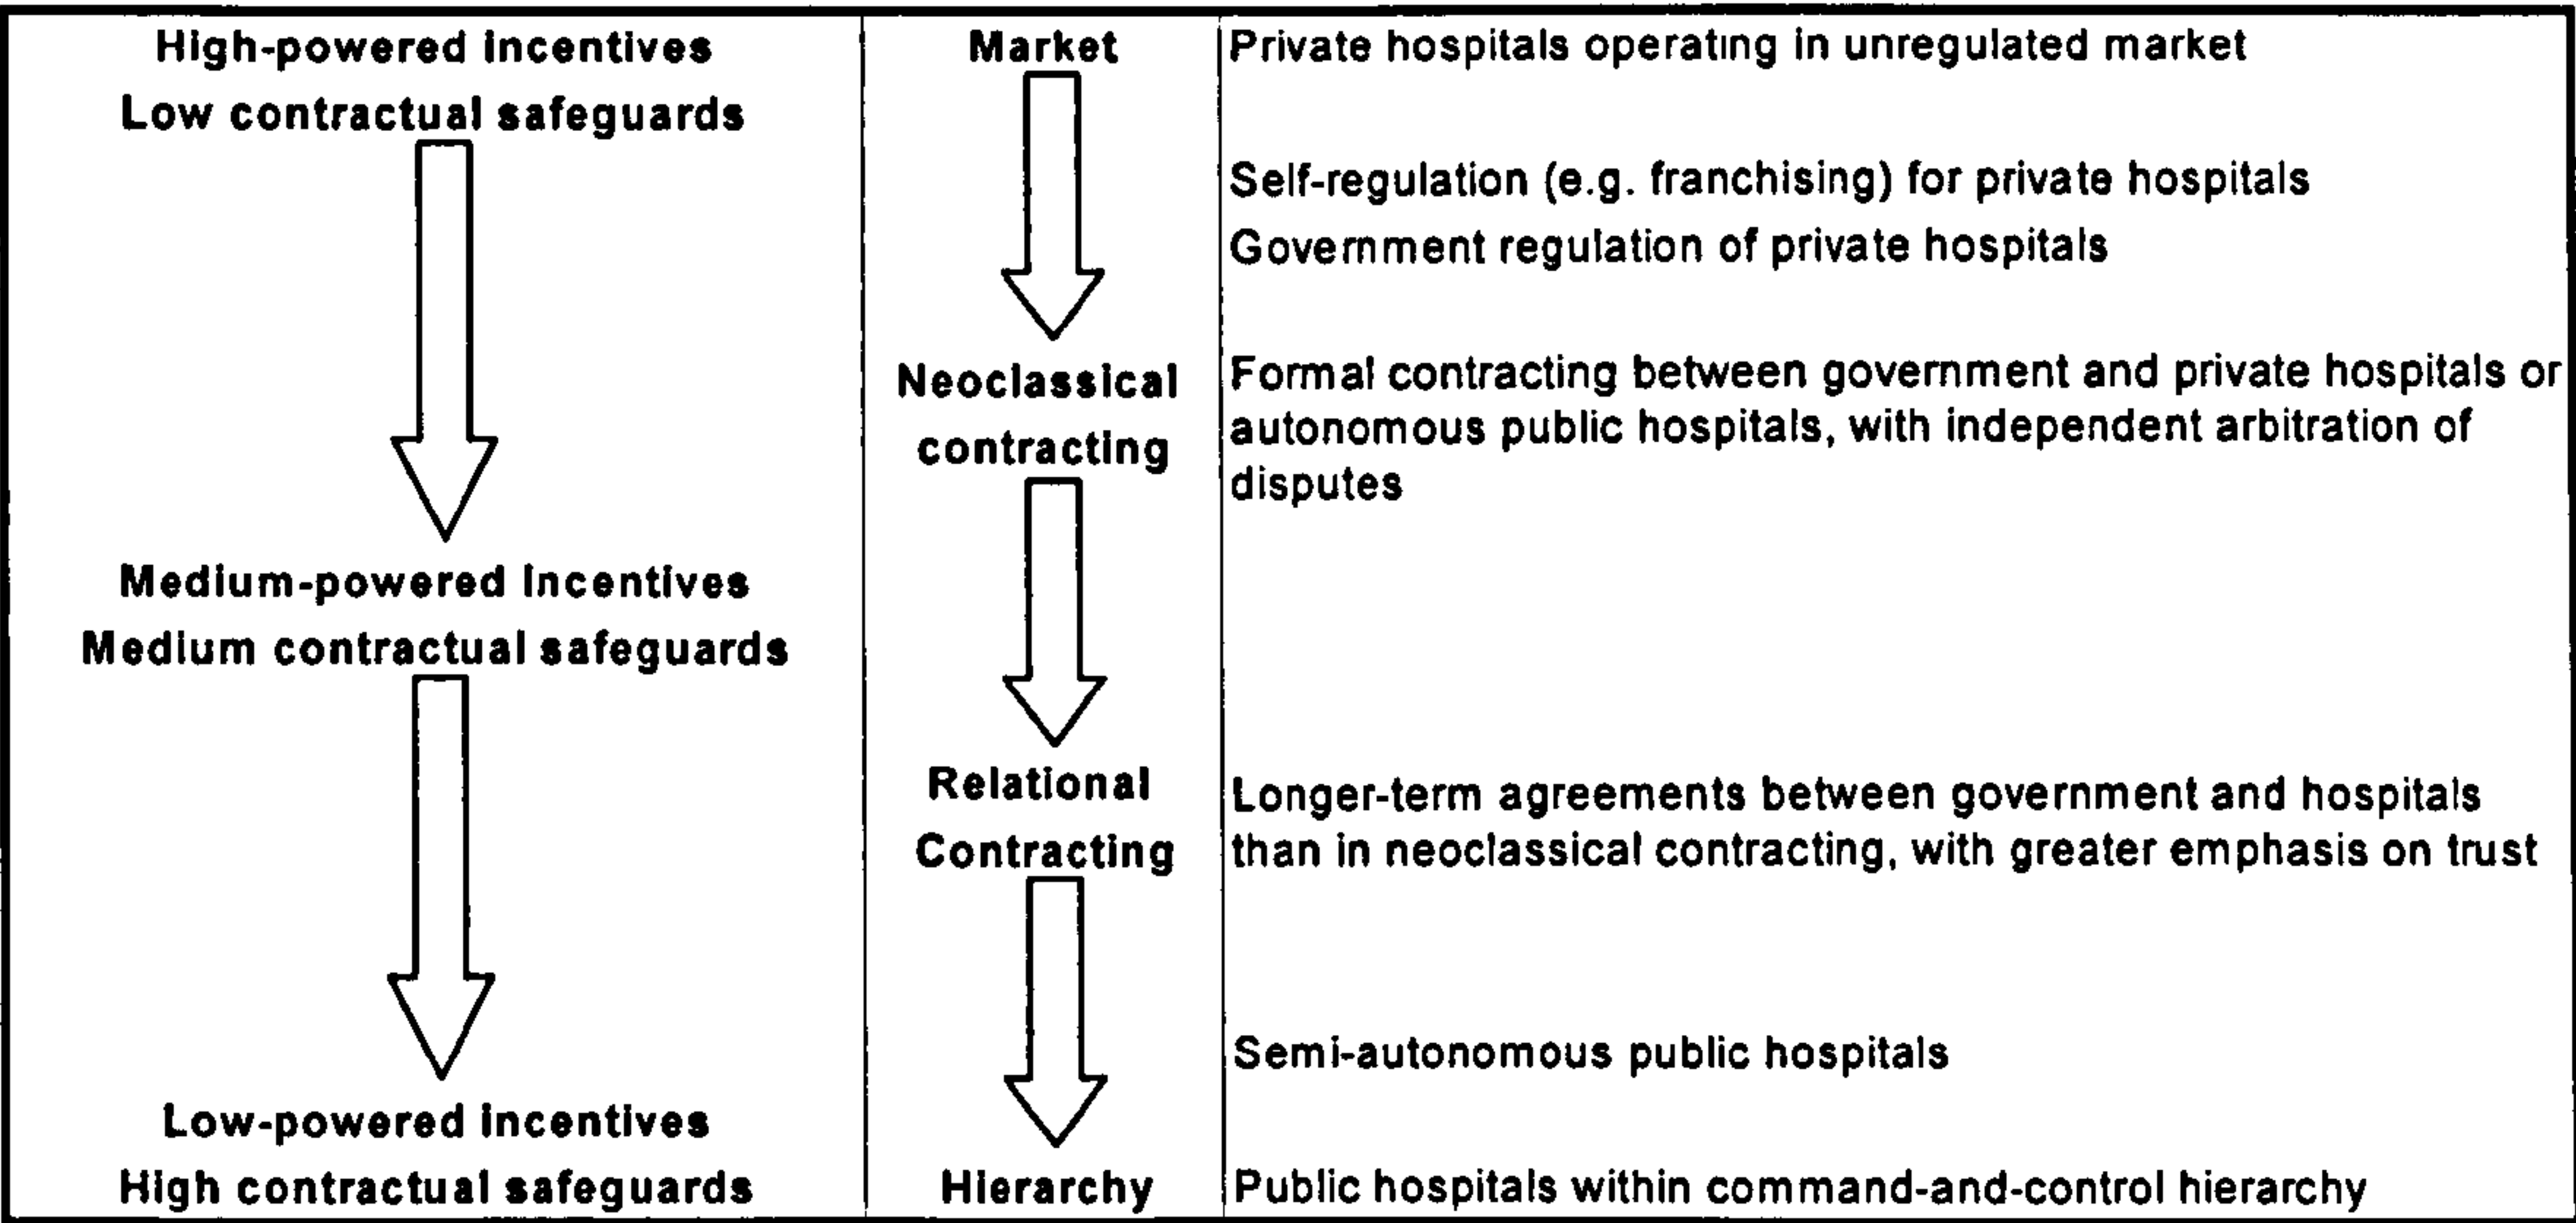 High-powered incentives
Low contractual safeguards
Medium-powered incentives
Medium contractual safeguards
Low-powered incentives
High contractual safeguards
Market
Neoclassical
contracting
Relational
Contracting
Hierarchy
Private hospitals operating in unregulated market
Self-regulation (e.g. franchising) for private hospitals
Government regulation of private hospitals
Formal contracting between government and private hospitals or
autonomous public hospitals, with independent arbitration of
disputes
Longer-term agreements between government and hospitals
than in neoclassical contracting, with greater emphasis on trust
Semi-autonomous public hospitals
Public hospitals within command-and-control hierarchy